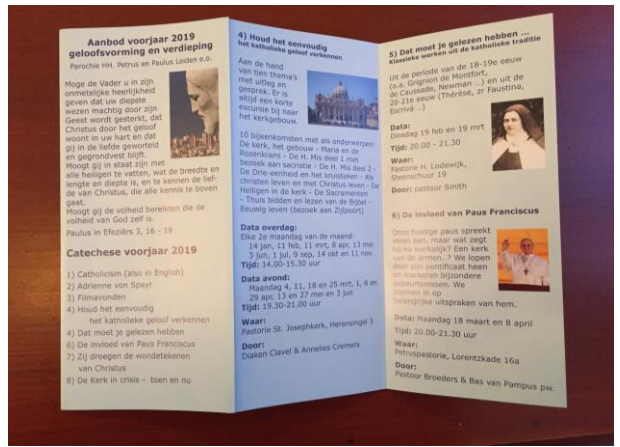 Aanbod voorjaar 2019
geloofsvorming en verdieping
Parochie HH. Petrus en Paulus Leiden e.o.
Moge de Vader u in zijn
onmetelijke heerlijkheid
geven dat uw diepste
wezen machtig door zijn
Geest wordt gesterkt, dat
Christus door het geloof
woont in uw hart en dat
gij in de liefde geworteld
en gegrondvest blijft.
Moogt gij in staat zijn met
alle heiligen te vatten, wat de breedte en
lengte en diepte is, en te kennen de lief-
de van Christus, die alle kennis te boven
gaat.
Moogt gij de volheid bereikten die de
volheid van God zelf is.
Paulus in Efeziërs 3, 16 - 19
Catechese voorjaar 2019
1) Catholicism (also in English)
2) Adrienne von Speyr
3) Filmavonden
4) Houd het eenvoudig
het katholieke geloof verkennen
4) Dat moet je gelezen hebben
6) De invloed van Paus Franciscus
7) Zij droegen de wondetekenen
van Christus
8) De Kerk in crisis - toen en nu
4) Houd het eenvoudig
het katholieke geloof verkennen
Aan de hand
van tien thema's
met uitleg en
gesprek. Er is
altijd een korte
excursie bij naar
het kerkgebouw.
10 bijeenkomsten met als onderwerpen:
De kerk, het gebouw - Maria en de
Rozenkrans - De H. Mis deel 1 met
bezoek aan sacristie - De H. Mis deel 2 -
De Drie-eenheid en het kruisteken - Als
christen leven en met Christus leven - De
Heiligen in de kerk - De Sacramenten
- Thuis bidden en lezen van de Bijbel -
Eeuwig leven (bezoek aan Zijlpoort)
Data overdag:
Elke 2e maandag van de maand:
14 jan, 11 feb, 11 mrt, 8 apr, 13 mei
3 jun, 1 jul, 9 sep, 14 okt en 11 nov.
Tijd: 14.00-15.30 uur
Data avond:
Maandag 4, 11, 18 en 25 mrt, 1, 8 en
29 apr, 13 en 27 mei en 3 jun
Tijd: 19.30-21.00 uur
Waar:
Pastorie St. Josephkerk, Herensingel 3
Door:
Diaken Clavel & Annelies Cremers
5) Dat moet je gelezen hebben ...
Klassieke werken uit de katholieke traditie
Uit de periode van de 18-19e eeuw
(o.a. Grignion de Montfort,
de Caussade, Newman ...) en uit de
20-21e eeuw (Thérèse, zr Faustina,
Escrivá ..)
Data:
Dinsdag 19 feb en 19 mrt
Tijd: 20.00 - 21.30
Waar:
Pastorie H. Lodewijk,
Steenschuur 19
Door: pastoor Smith
6) De invloed van Paus Franciscus
Onze huidige paus spreekt
velen aan, maar wat zegt
hij nu werkelijk? Een kerk
van de armen..? We lopen
door zijn pontificaat heen
en markeren bijzondere
gebeurtenissen. We
zoomen in op
belangrijke uitspraken van hem.
Data: Maandag 18 maart en 8 april
Tijd: 20.00-21.30 uur
Waar:
Petruspastorie, Lorentzkade 16a
Door:
Pastoor Broeders & Bas van Pampus pw.